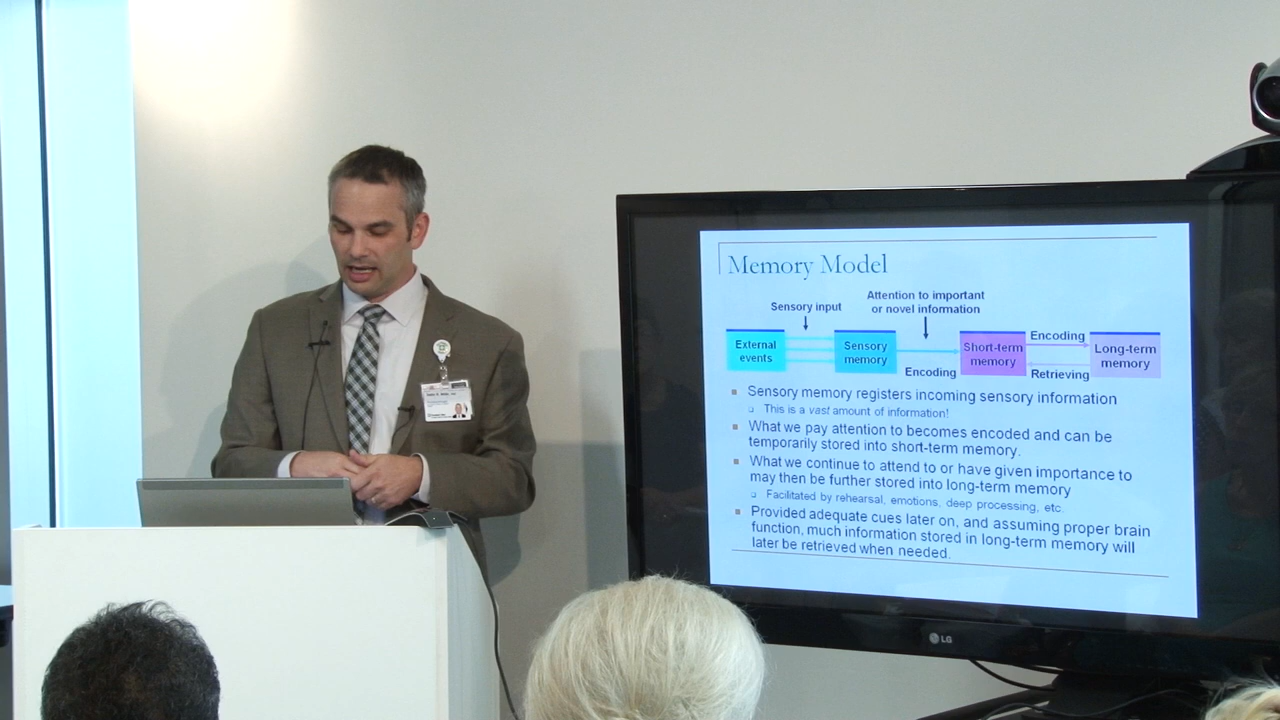 Memory Model
Sensory input
Attention to important
or novel information
External
events
Sensory
memory
Encoding
Short-term
memory
Encoding
Retrieving
Long-term
memory
Sensory memory registers incoming sensory information
This is a vast amount of information!
What we pay attention to becomes encoded and can be
temporarily stored into short-term memory.
What we continue to attend to or have given importance to
may then be further stored into long-term memory
Facilitated by rehearsal, emotions, deep processing, etc.
Provided adequate cues later on, and assuming proper brain
function, much information stored in long-term memory will
later be retrieved when needed.
LG